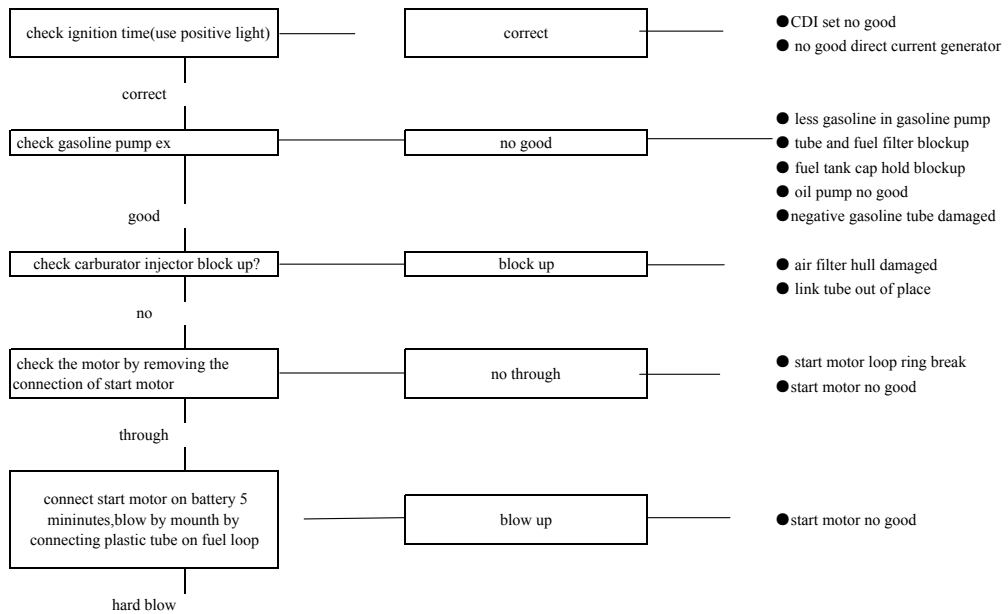 check ignition time(use positive light)
correct
●CDI set no good
● no good direct current generator
correct
check gasoline pump ex
no good
● less gasoline in gasoline pump
● tube and fuel filter blockup
● fuel tank cap hold blockup
● oil pump no good
●negative gasoline tube damaged
good
check carburator injector block up?
block up
● air filter hull damaged
● link tube out of place
no
check the motor by removing the
connection of start motor
no through
● start motor loop ring break
●start motor no good
through
connect start motor on battery 5
mininutes,blow by mounth by
connecting plastic tube on fuel loop
blow up
●start motor no good
hard blow